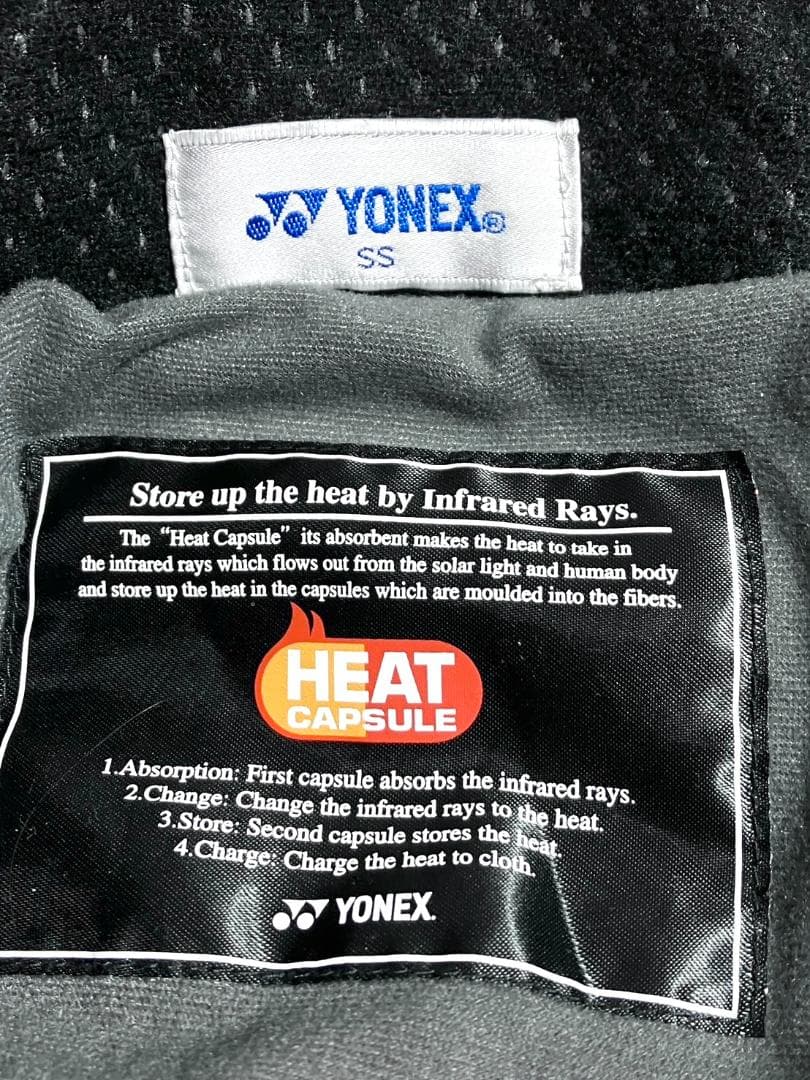 YONEX®
SS
Store up the heat by Infrared Rays.
The "Heat Capsule" its absorbent makes the heat to take in
the infrared rays which flows out from the solar light and human body
and store up the heat in the capsules which are moulded into the fibers.
HEAT
CAPSULE
1.Absorption: First capsule absorbs the infrared rays.
2.Change: Change the infrared rays to the heat.
3.Store: Second capsule stores the heat.
4.Charge: Charge the heat to cloth.
YONEX.